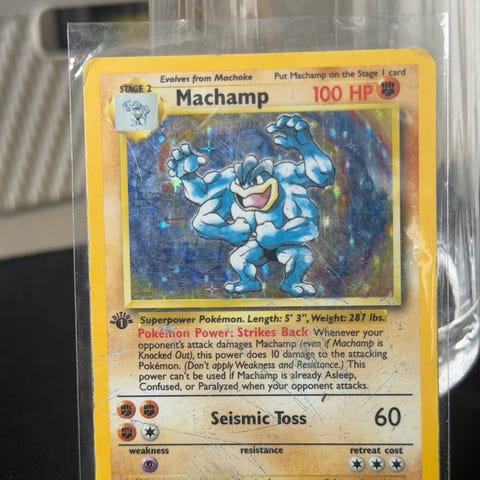 Evolves from Machoke
Put Machamp on the Stage 1 card
STAGE 2
Machamp
100 HP
EDITION
1
Superpower Pokémon. Length: 5' 3", Weight: 287 lbs.
Pokémon Power: Strikes Back Whenever your
opponent's attack damages Machamp (even if Machamp is
Knocked Out), this power does 10 damage to the attacking
Pokémon. (Don't apply Weakness and Resistance.) This
power can't be used if Machamp is already Asleep,
Confused, or Paralyzed when your opponent attacks.
Seismic Toss
60
weakness
resistance
retreat cost